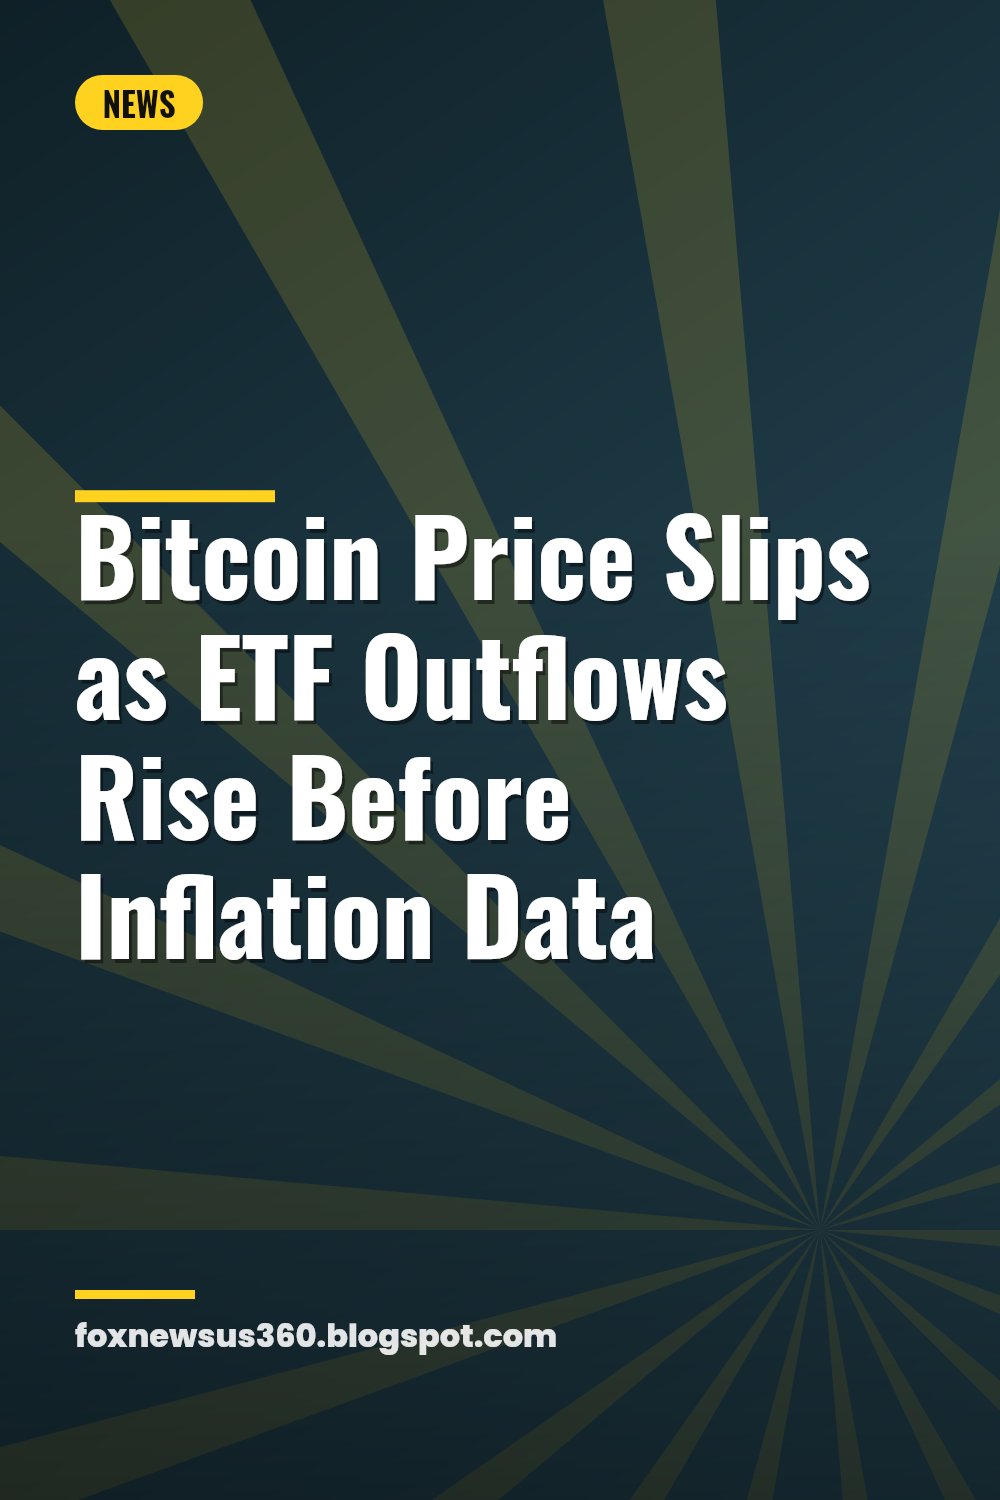 NEWS
Bitcoin Price Slips
as ETF Outflows
Rise Before
Inflation Data
foxnewsus360.blogspot.com